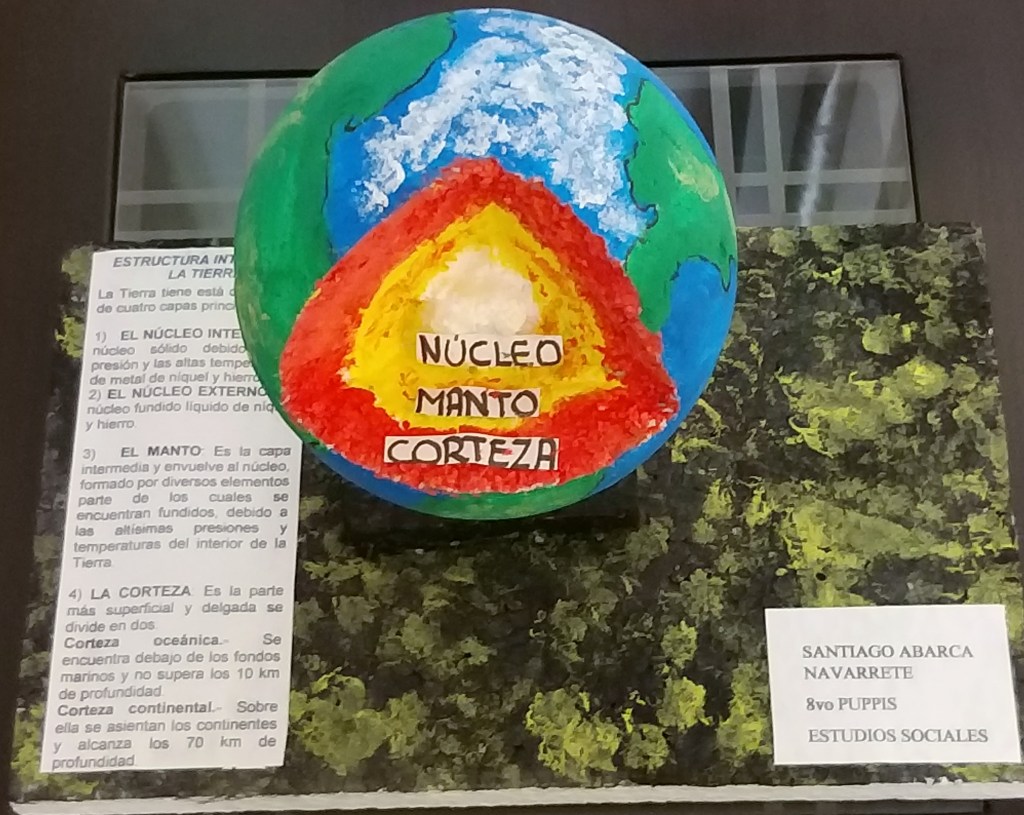 ESTRUCTURA INT
LA TIERR
La Tierra tiene está
de cuatro capas princi
1) EL NÚCLEO INTE
núcleo sólido debido
presión y las altas tempe
de metal de níquel y hierro
2) EL NÚCLEO EXTERNO
núcleo fundido líquido de níq
y hierro.
3) EL MANTO: Es la capa
intermedia y envuelve al núcleo,
formado por diversos elementos
parte de los cuales se
encuentran fundidos, debido a
las altísimas presiones y
temperaturas del interior de la
Tierra.
4) LA CORTEZA: Es la parte
más superficial y delgada se
divide en dos:
Corteza oceánica.- Se
encuentra debajo de los fondos
marinos y no supera los 10 km
de profundidad.
Corteza continental.- Sobre
ella se asientan los continentes
y alcanza los 70 km de
profundidad.
NÚCLEO
MANTO
CORTEZA
SANTIAGO ABARCA
NAVARRETE
8vo PUPPIS
ESTUDIOS SOCIALES